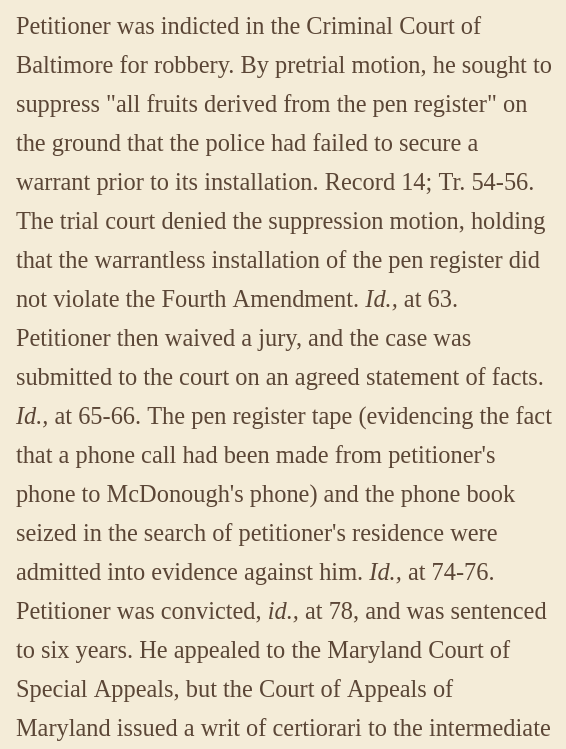 Petitioner was indicted in the Criminal Court of
Baltimore for robbery. By pretrial motion, he sought to
suppress "all fruits derived from the pen register" on
the ground that the police had failed to secure a
warrant prior to its installation. Record 14; Tr. 54-56.
The trial court denied the suppression motion, holding
that the warrantless installation of the pen register did
not violate the Fourth Amendment. Id., at 63.
Petitioner then waived a jury, and the case was
submitted to the court on an agreed statement of facts.
Id., at 65-66. The pen register tape (evidencing the fact
that a phone call had been made from petitioner's
phone to McDonough's phone) and the phone book
seized in the search of petitioner's residence were
admitted into evidence against him. Id., at 74-76.
Petitioner was convicted, id., at 78, and was sentenced
to six years. He appealed to the Maryland Court of
Special Appeals, but the Court of Appeals of
Maryland issued a writ of certiorari to the intermediate